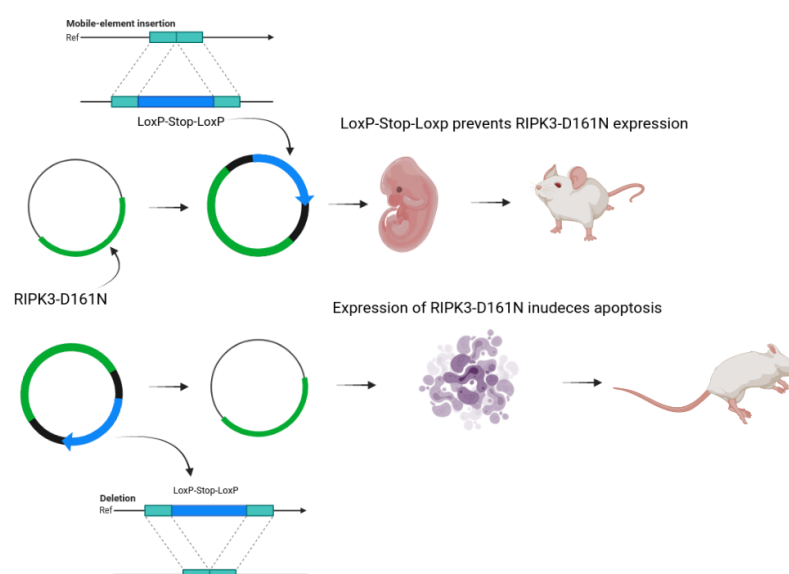 Mobile-element insertion
Ref
LoxP-Stop-LoxP
LoxP-Stop-Loxp prevents RIPK3-D161N expression
RIPK3-D161N
Expression of RIPK3-D161N inudeces apoptosis
LoxP-Stop-LoxP
Deletion
Ref